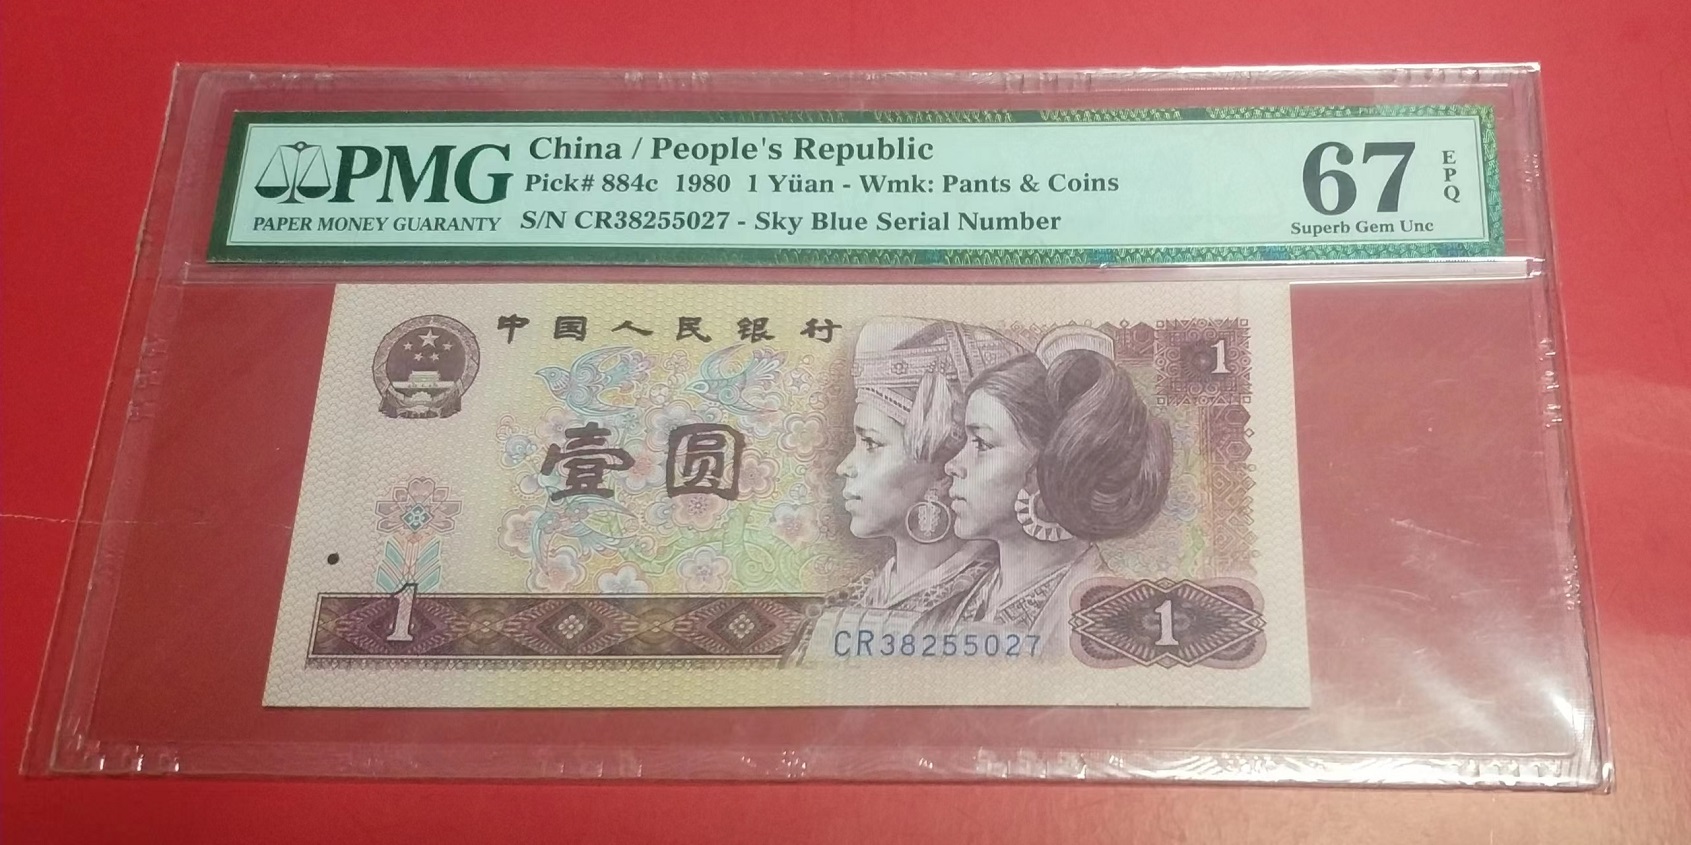 PMG
PAPER MONEY GUARANTY
China / People's Republic
Pick# 884c 1980 1 Yüan - Wmk: Pants & Coins
S/N CR38255027 - Sky Blue Serial Number
67 EPQ
Superb Gem Unc
中国人民银行
1
壹圆
1
CR38255027
1